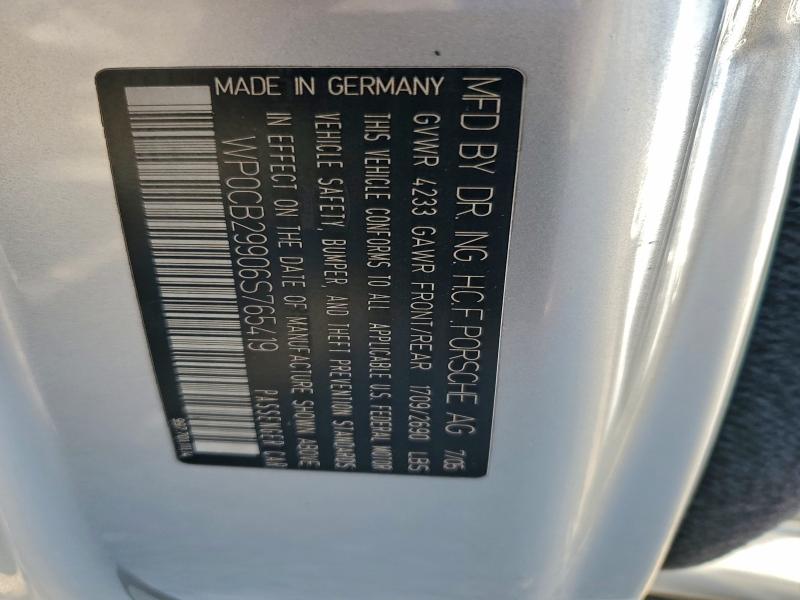 MFD BY DR. ING H.C.F. PORSCHE AG 7/05
GVWR 4233 GAWR FRONT/REAR 1709/2690 LBS
THIS VEHICLE CONFORMS TO ALL APPLICABLE U.S. FEDERAL MOTOR
VEHICLE SAFETY, BUMPER, AND THEFT PREVENTION STANDARDS
IN EFFECT ON THE DATE OF MANUFACTURE SHOWN ABOVE
WP0CB29906S765419 PASSENGER CAR
MADE IN GERMANY